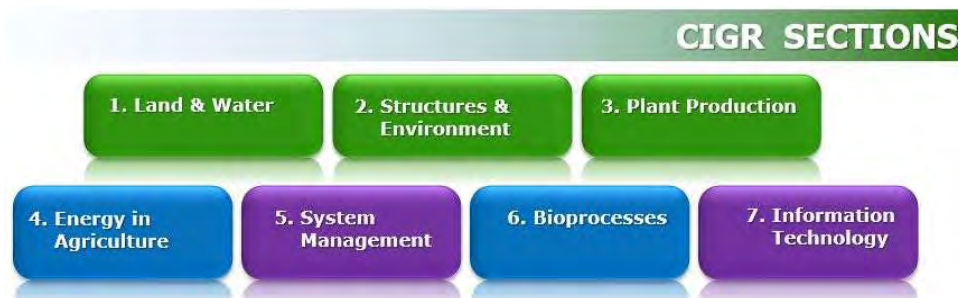 CIGR SECTIONS
1. Land & Water
2. Structures &
Environment
3. Plant Production
4. Energy in
Agriculture
5. System
Management
6. Bioprocesses
7. Information
Technology